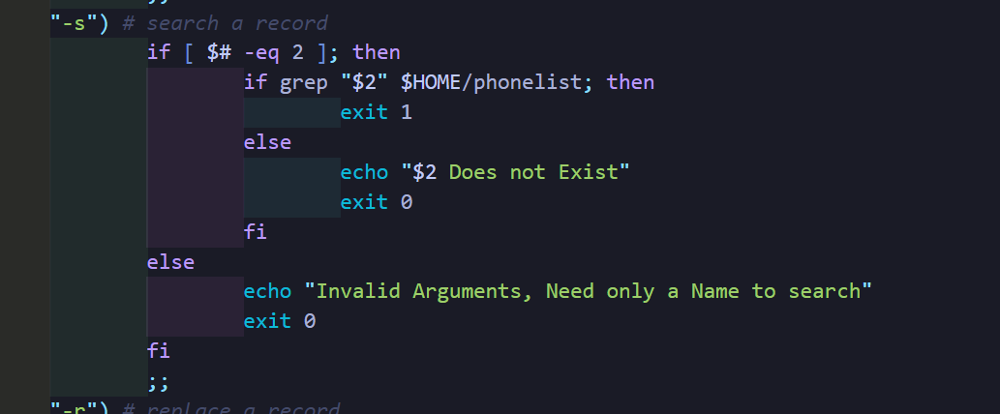 ;;
"-s") # search a record
if [ $# -eq 2 ]; then
if grep "$2" $HOME/phonelist; then
exit 1
else
echo "$2 Does not Exist"
exit 0
fi
else
echo "Invalid Arguments, Need only a Name to search"
exit 0
fi
;;
"-r") # replace a record